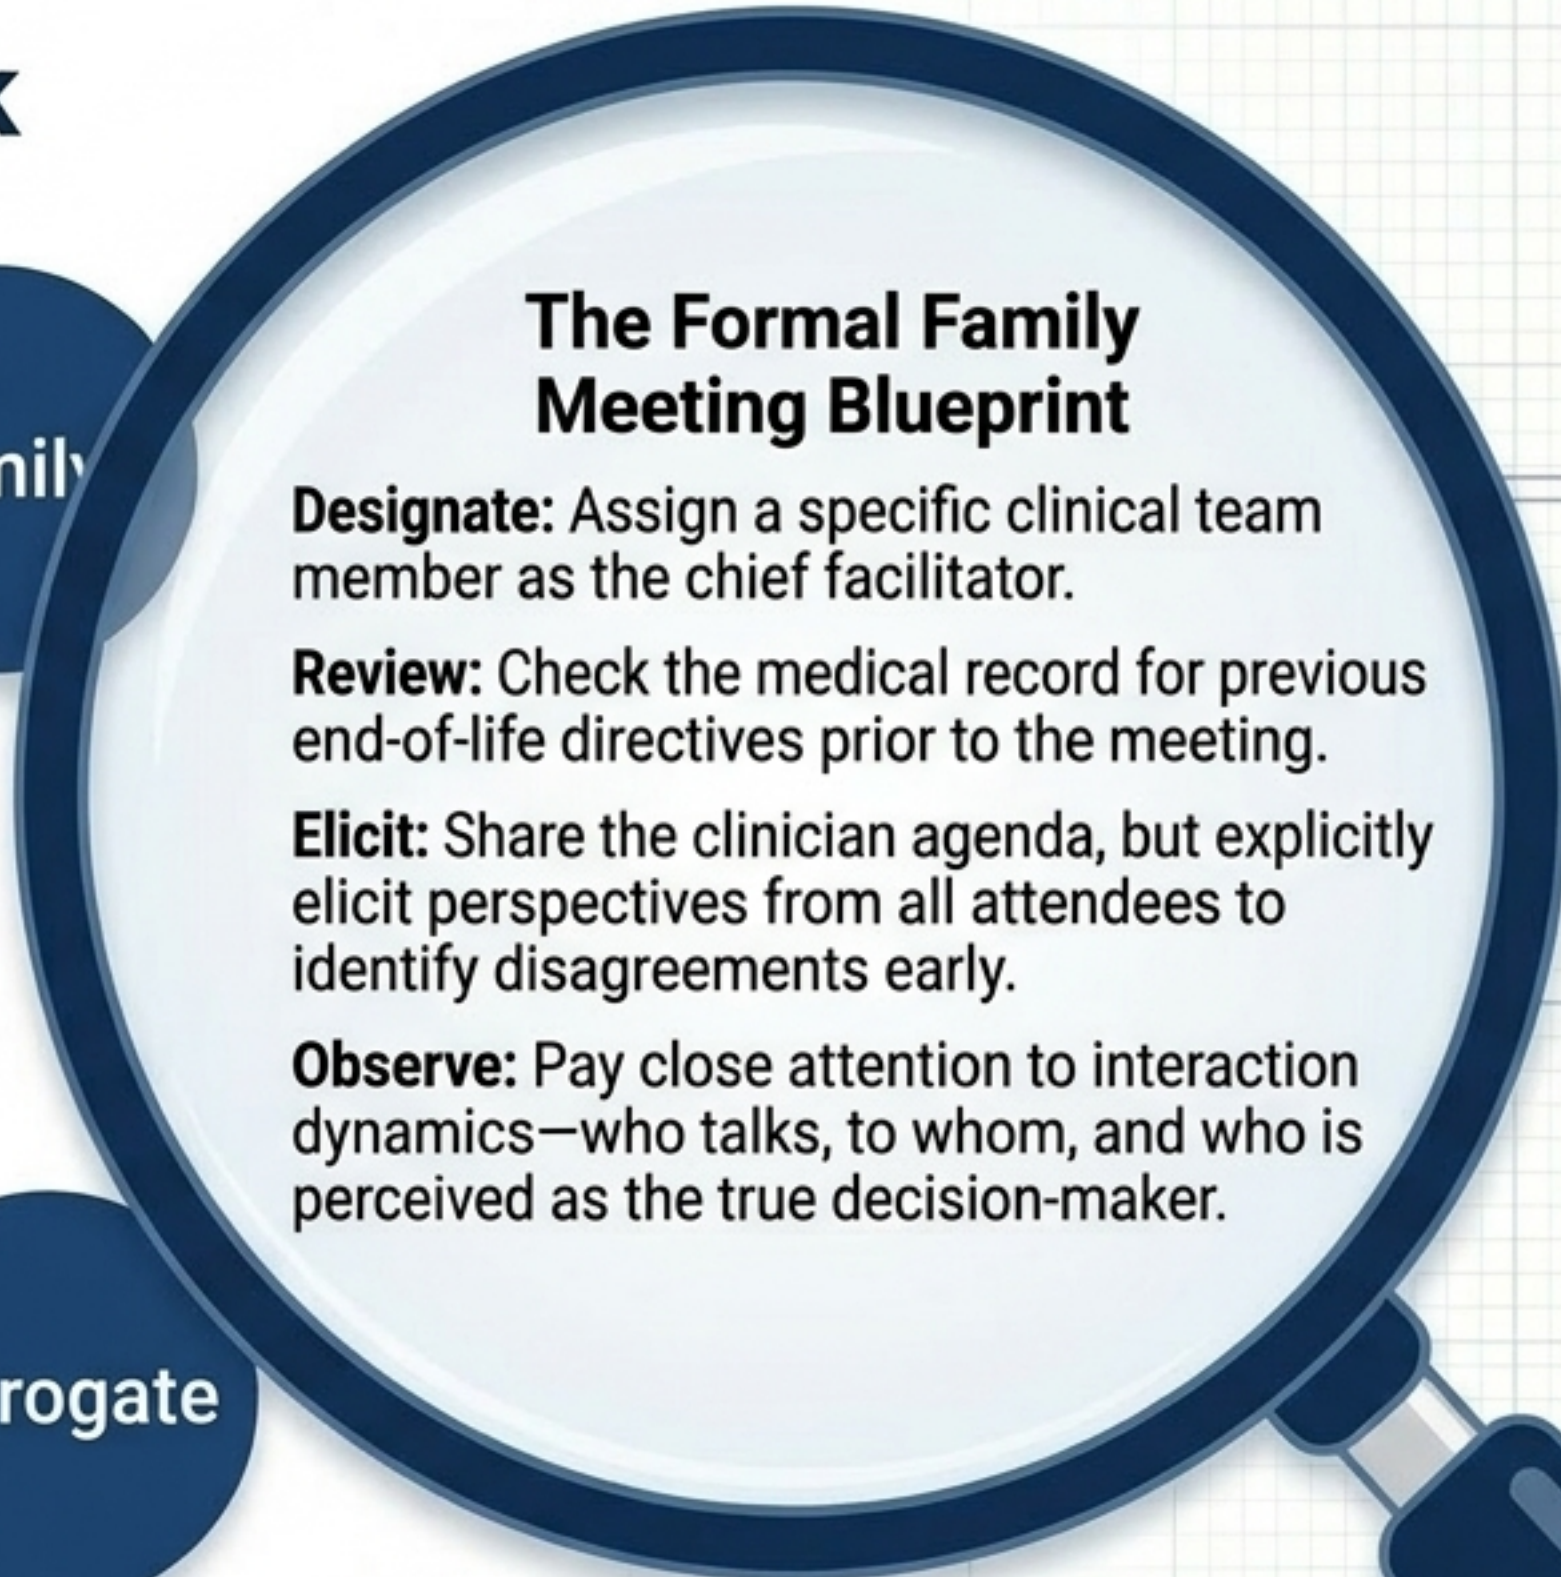 The Formal Family
Meeting Blueprint
Designate: Assign a specific clinical team
member as the chief facilitator.
Review: Check the medical record for previous
end-of-life directives prior to the meeting.
Elicit: Share the clinician agenda, but explicitly
elicit perspectives from all attendees to
identify disagreements early.
Observe: Pay close attention to interaction
dynamics—who talks, to whom, and who is
perceived as the true decision-maker.
rogate